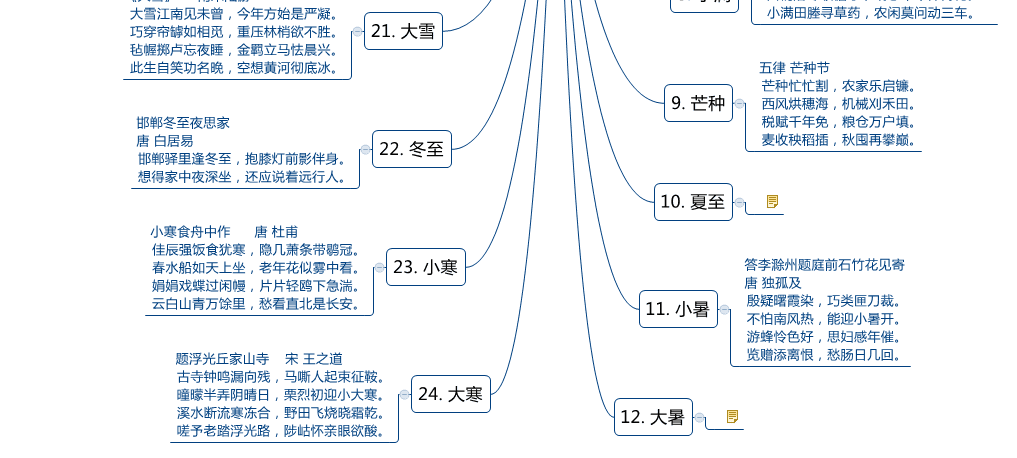 大雪江南见未曾，今年方始是严凝。
巧穿帘罅如相觅，重压林梢欲不胜。
毡幄掷卢忘夜睡，金羁立马怯晨兴。
此生自笑功名晚，空想黄河彻底冰。
21. 大雪
邯郸冬至夜思家
唐 白居易
邯郸驿里逢冬至，抱膝灯前影伴身。
想得家中夜深坐，还应说着远行人。
22. 冬至
小寒食舟中作 唐 杜甫
佳辰强饭食犹寒，隐几萧条带鹖冠。
春水船如天上坐，老年花似雾中看。
娟娟戏蝶过闲幔，片片轻鸥下急湍。
云白山青万馀里，愁看直北是长安。
23. 小寒
题浮光丘家山寺 宋 王之道
古寺钟鸣漏向残，马嘶人起束征鞍。
曈曚半弄阴晴日，栗烈初迎小大寒。
溪水断流寒冻合，野田飞烧晓霜乾。
嗟予老踏浮光路，陟岵怀亲眼欲酸。
24. 大寒
小满田塍寻草药，农闲莫问动三车。
五律 芒种节
芒种忙忙割，农家乐启镰。
西风烘穗海，机械刈禾田。
税赋千年免，粮仓万户填。
麦收秧稻插，秋囤再攀巅。
9. 芒种
10. 夏至
答李滁州题庭前石竹花见寄
唐 独孤及
殷疑曙霞染，巧类匣刀裁。
不怕南风热，能迎小暑开。
游蜂怜色好，思妇感年催。
览赠添离恨，愁肠日几回。
11. 小暑
12. 大暑